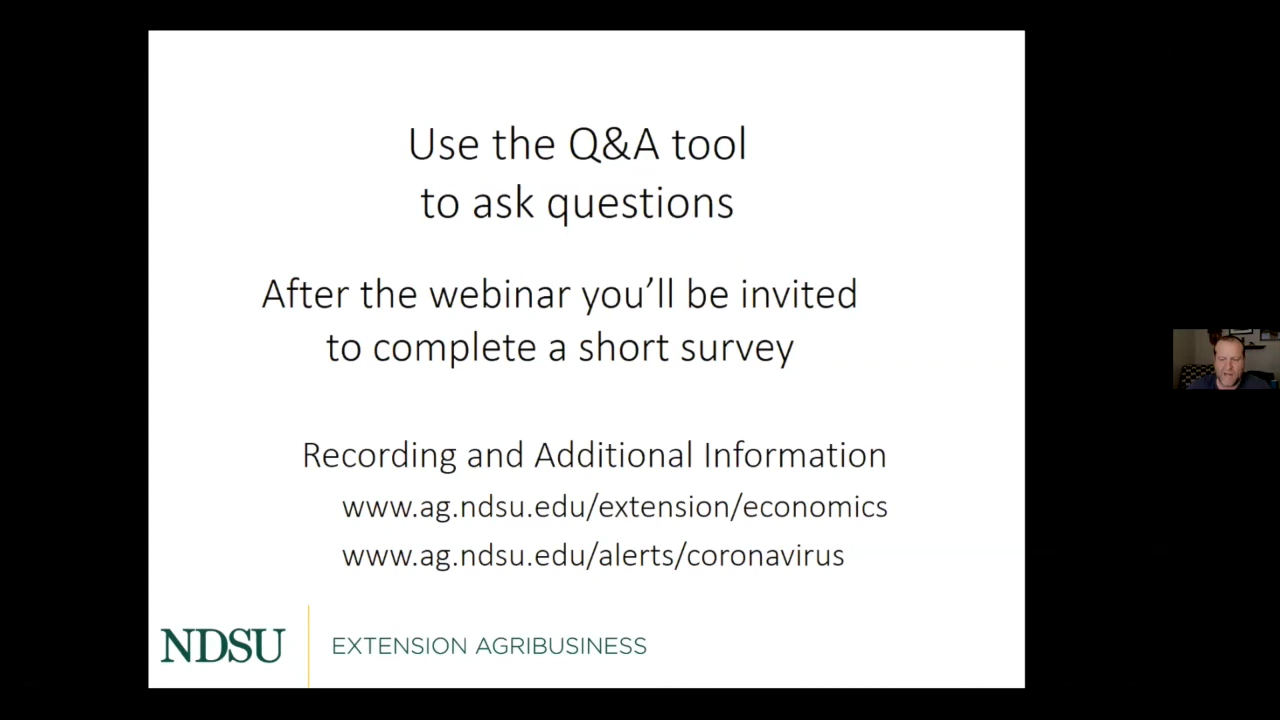 Use the Q&A tool
to ask questions
After the webinar you’ll be invited
to complete a short survey
Recording and Additional Information
www.ag.ndsu.edu/extension/economics
www.ag.ndsu.edu/alerts/coronavirus
NDSU
EXTENSION AGRIBUSINESS